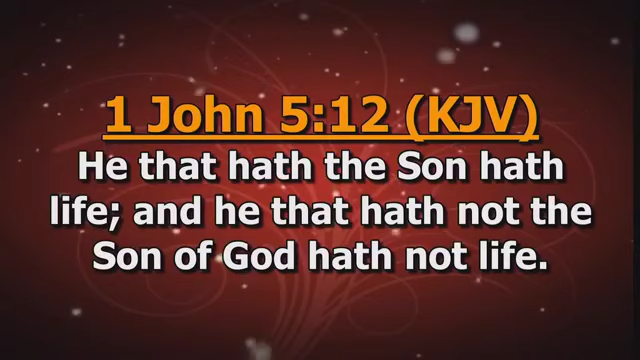 1 John 5:12 (KJV)
He that hath the Son hath
life; and he that hath not the
Son of God hath not life.